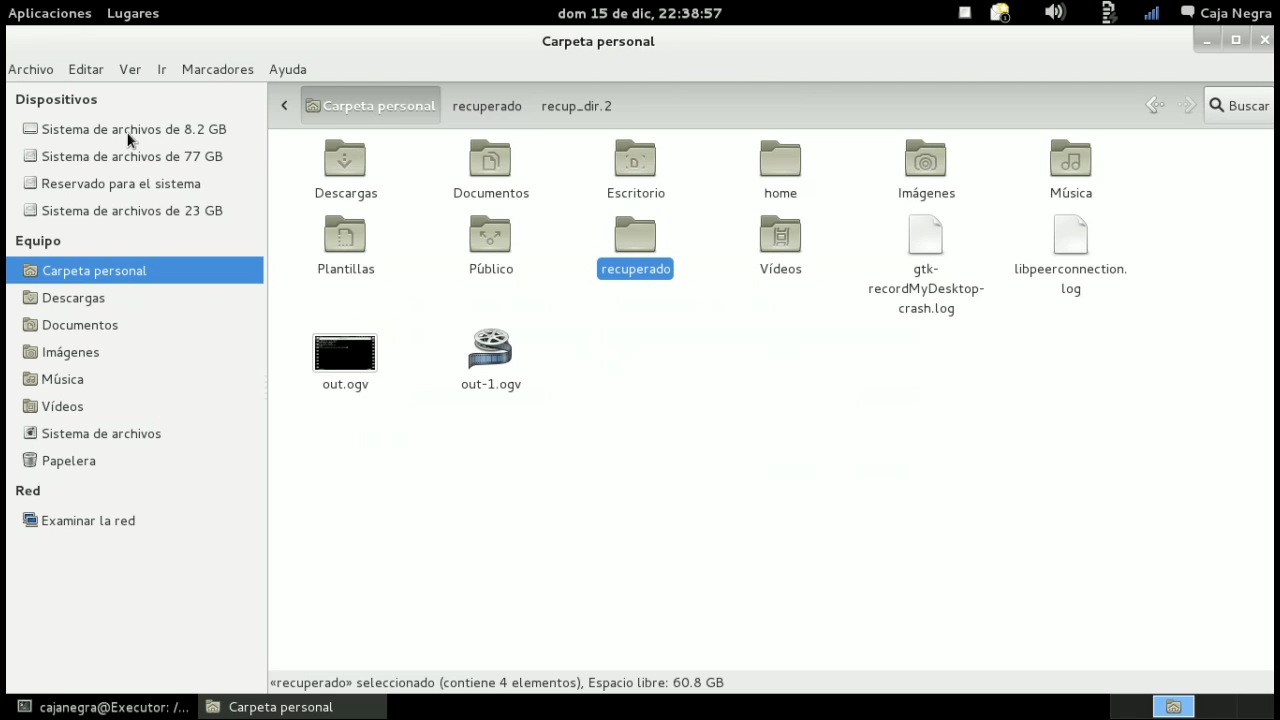 Aplicaciones Lugares dom 15 de dic, 22:38:57 Caja Negra
Carpeta personal
Archivo Editar Ver Ir Marcadores Ayuda
Dispositivos
Sistema de archivos de 8.2 GB
Sistema de archivos de 77 GB
Reservado para el sistema
Sistema de archivos de 23 GB
Equipo
Carpeta personal
Descargas
Documentos
Imágenes
Música
Vídeos
Sistema de archivos
Papelera
Red
Examinar la red
Carpeta personal recuperado recup_dir.2 Buscar
Descargas Documentos Escritorio home Imágenes Música
Plantillas Público recuperado Vídeos gtk- libpeerconnection.
recordMyDesktop- log
crash.log
out.ogv out-1.ogv
«recuperado» seleccionado (contiene 4 elementos), Espacio libre: 60.8 GB
cajanegra@Executor: /... Carpeta personal